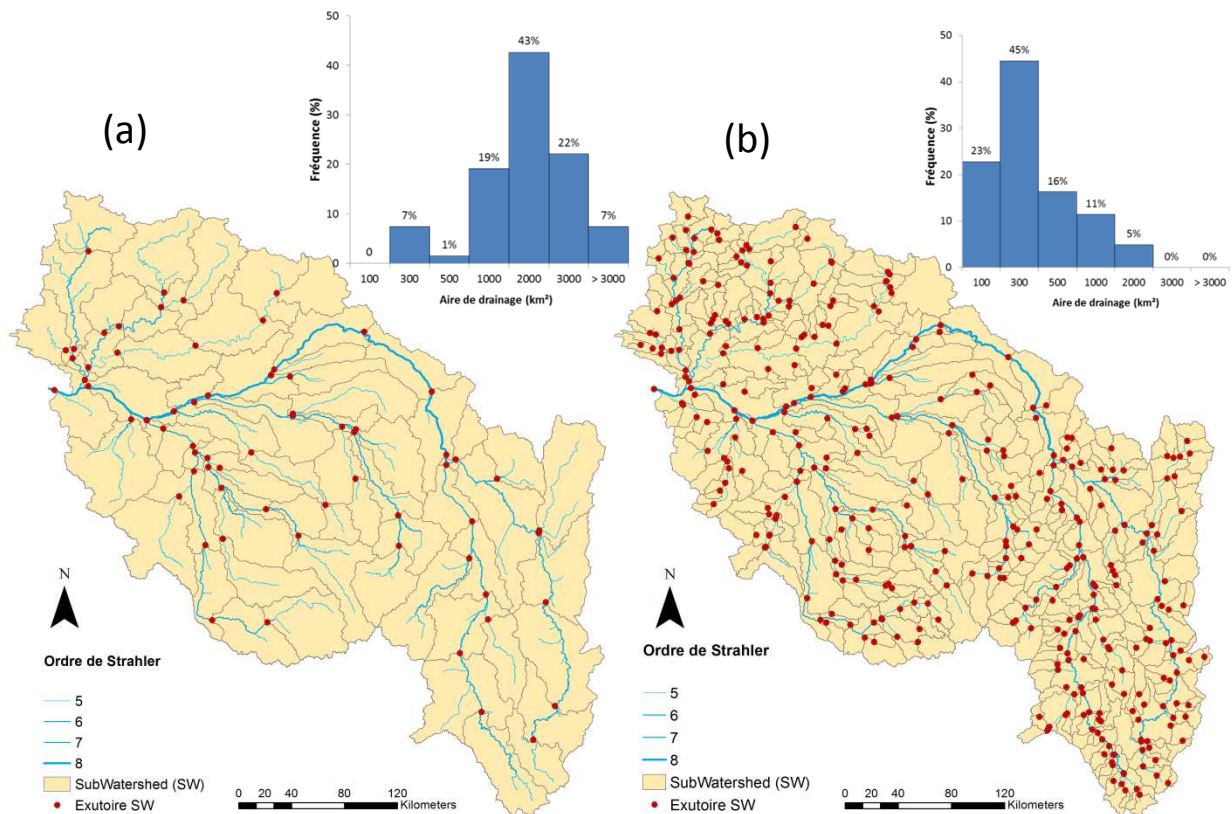 (a)
Fréquence (%)
50
40
30
20
10
0
0
7%
1%
19%
43%
22%
7%
100 300 500 1000 2000 3000 > 3000
Aire de drainage (km²)
N
Ordre de Strahler
5
6
7
8
SubWatershed (SW)
Exutoire SW
0 20 40 80 120
Kilometers
(b)
Fréquence (%)
50
40
30
20
10
0
23%
45%
16%
11%
5%
0%
0%
100 300 500 1000 2000 3000 > 3000
Aire de drainage (km²)
N
Ordre de Strahler
5
6
7
8
SubWatershed (SW)
Exutoire SW
0 20 40 80 120
Kilometers